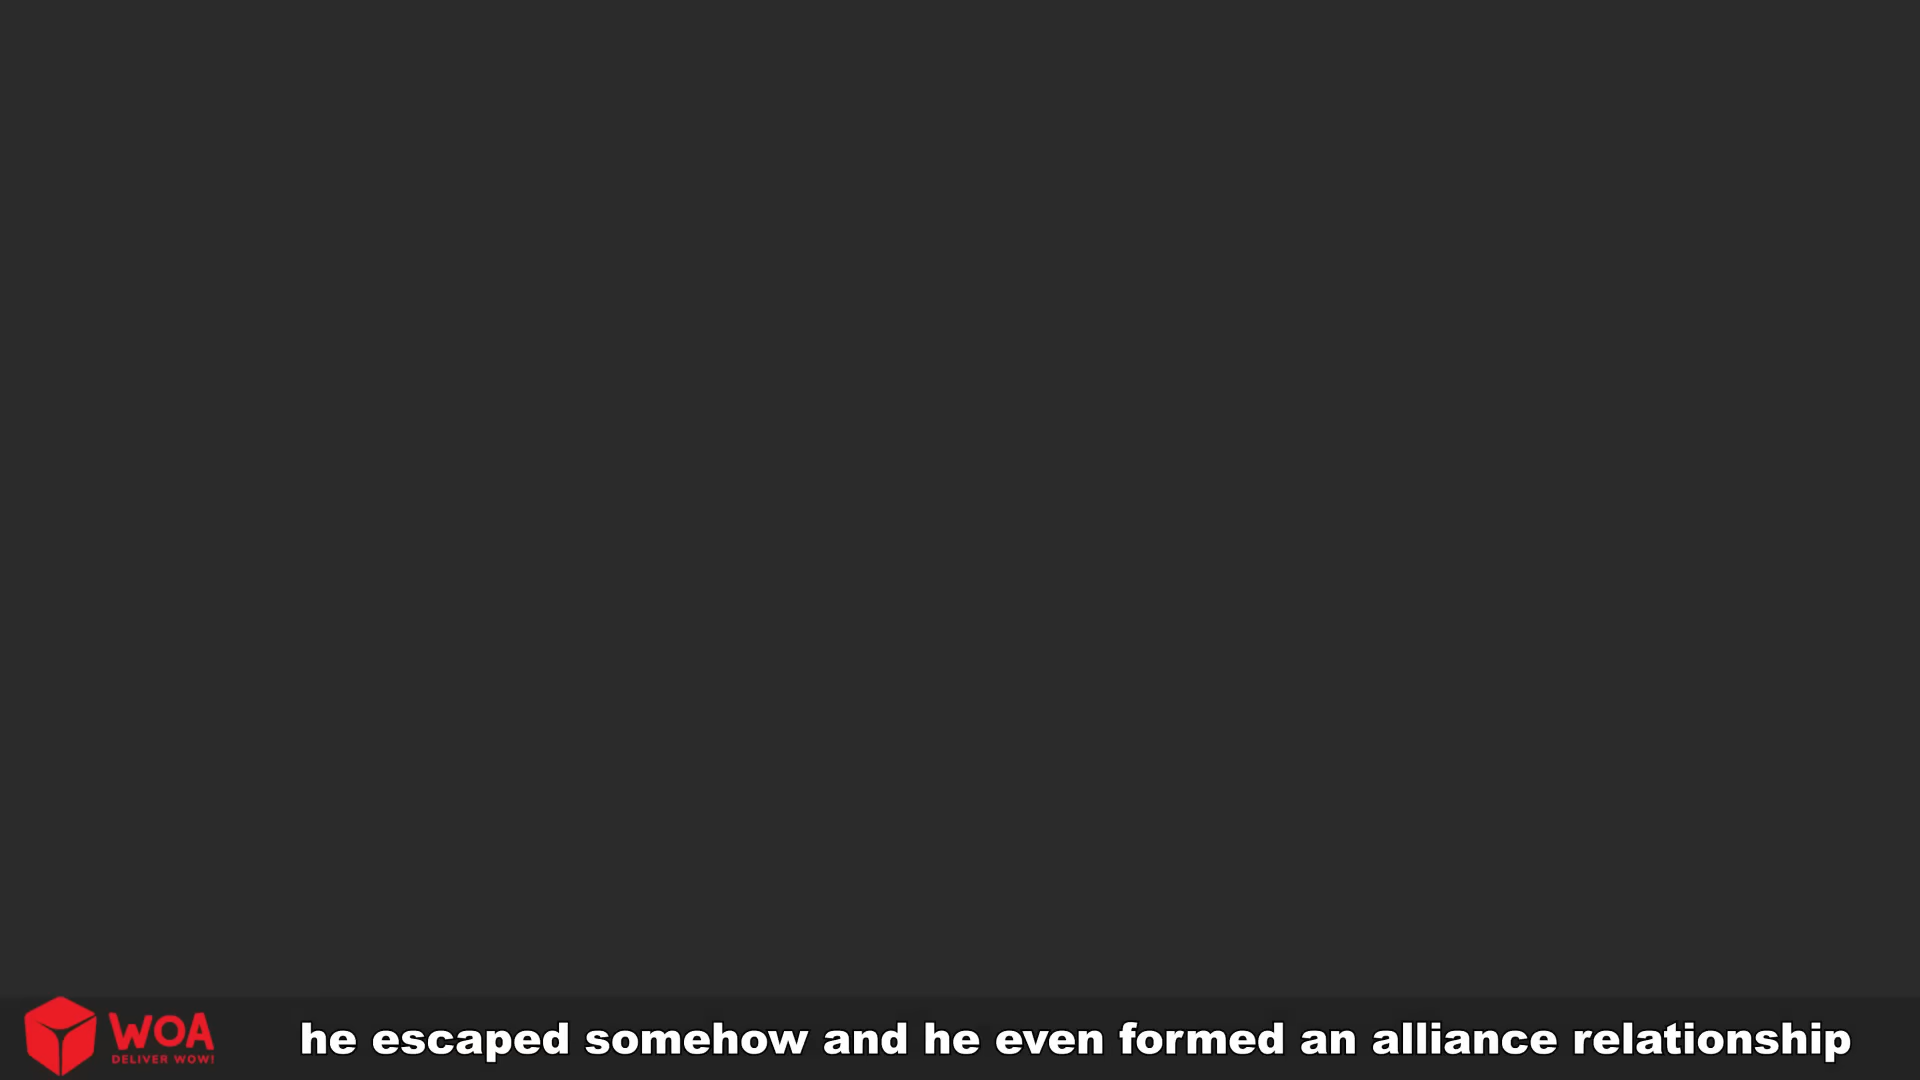 WOA
DELIVER WOW!
he escaped somehow and he even formed an alliance relationship